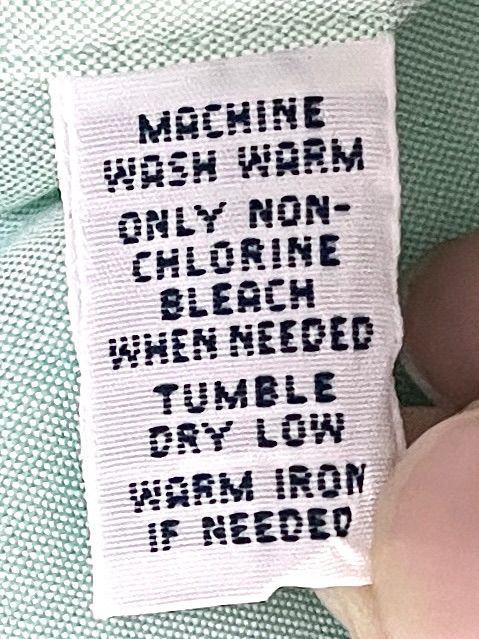 MACHINE
WASH WARM
ONLY NON-
CHLORINE
BLEACH
WHEN NEEDED
TUMBLE
DRY LOW
WARM IRON
IF NEEDED